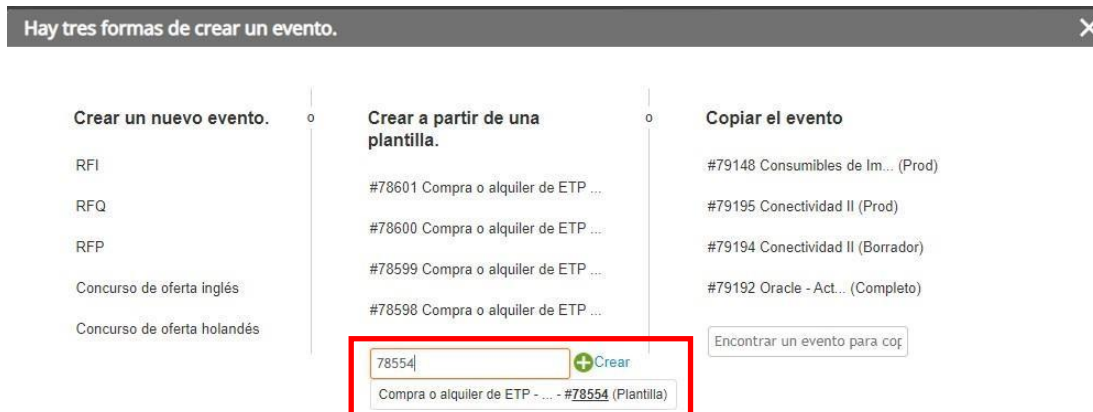 Hay tres formas de crear un evento.
Crear un nuevo evento.
RFI
RFQ
RFP
Concurso de oferta inglés
Concurso de oferta holandés
o
Crear a partir de una
plantilla.
#78601 Compra o alquiler de ETP ...
#78600 Compra o alquiler de ETP ...
#78599 Compra o alquiler de ETP ...
#78598 Compra o alquiler de ETP ...
78554
Crear
Compra o alquiler de ETP - ... - #78554 (Plantilla)
o
Copiar el evento
#79148 Consumibles de Im... (Prod)
#79195 Conectividad II (Prod)
#79194 Conectividad II (Borrador)
#79192 Oracle - Act... (Completo)
Encontrar un evento para cop